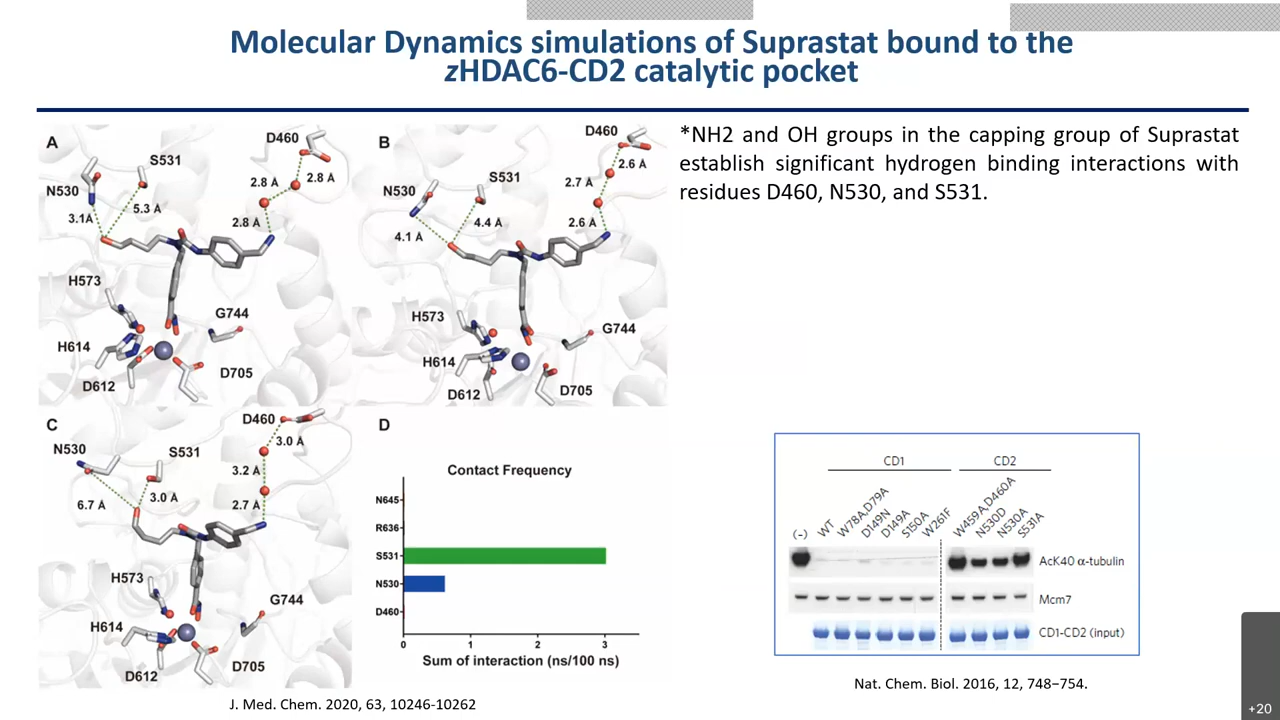 Molecular Dynamics simulations of Suprastat bound to the
zHDAC6-CD2 catalytic pocket
*NH2 and OH groups in the capping group of Suprastat
establish significant hydrogen binding interactions with
residues D460, N530, and S531.
A
D460
S531
N530
2.8 Å
2.8 Å
3.1Å
5.3 Å
2.8 Å
H573
G744
H614
D612
D705
B
D460
2.6 Å
S531
2.7 Å
N530
4.4 Å
2.6 Å
4.1 Å
H573
G744
H614
D612
D705
C
D460
3.0 Å
N530
S531
3.2 Å
6.7 Å
3.0 Å
2.7 Å
H573
G744
H614
D612
D705
D
Contact Frequency
N645
R636
S531
N530
D460
0 1 2 3
Sum of interaction (ns/100 ns)
CD1 CD2
(-) WT W78A,D79A D149N D149A S150A W261F W459A,D460A N530D N530A S531A
AcK40 α-tubulin
Mcm7
CD1-CD2 (input)
J. Med. Chem. 2020, 63, 10246-10262
Nat. Chem. Biol. 2016, 12, 748−754.
+20